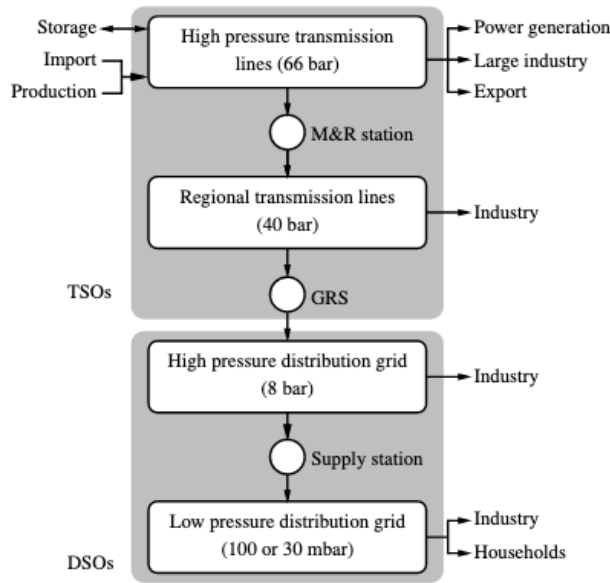 Storage
Import
Production
High pressure transmission
lines (66 bar)
Power generation
Large industry
Export
M&R station
Regional transmission lines
(40 bar)
Industry
TSOs
GRS
High pressure distribution grid
(8 bar)
Industry
Supply station
Low pressure distribution grid
(100 or 30 mbar)
Industry
Households
DSOs